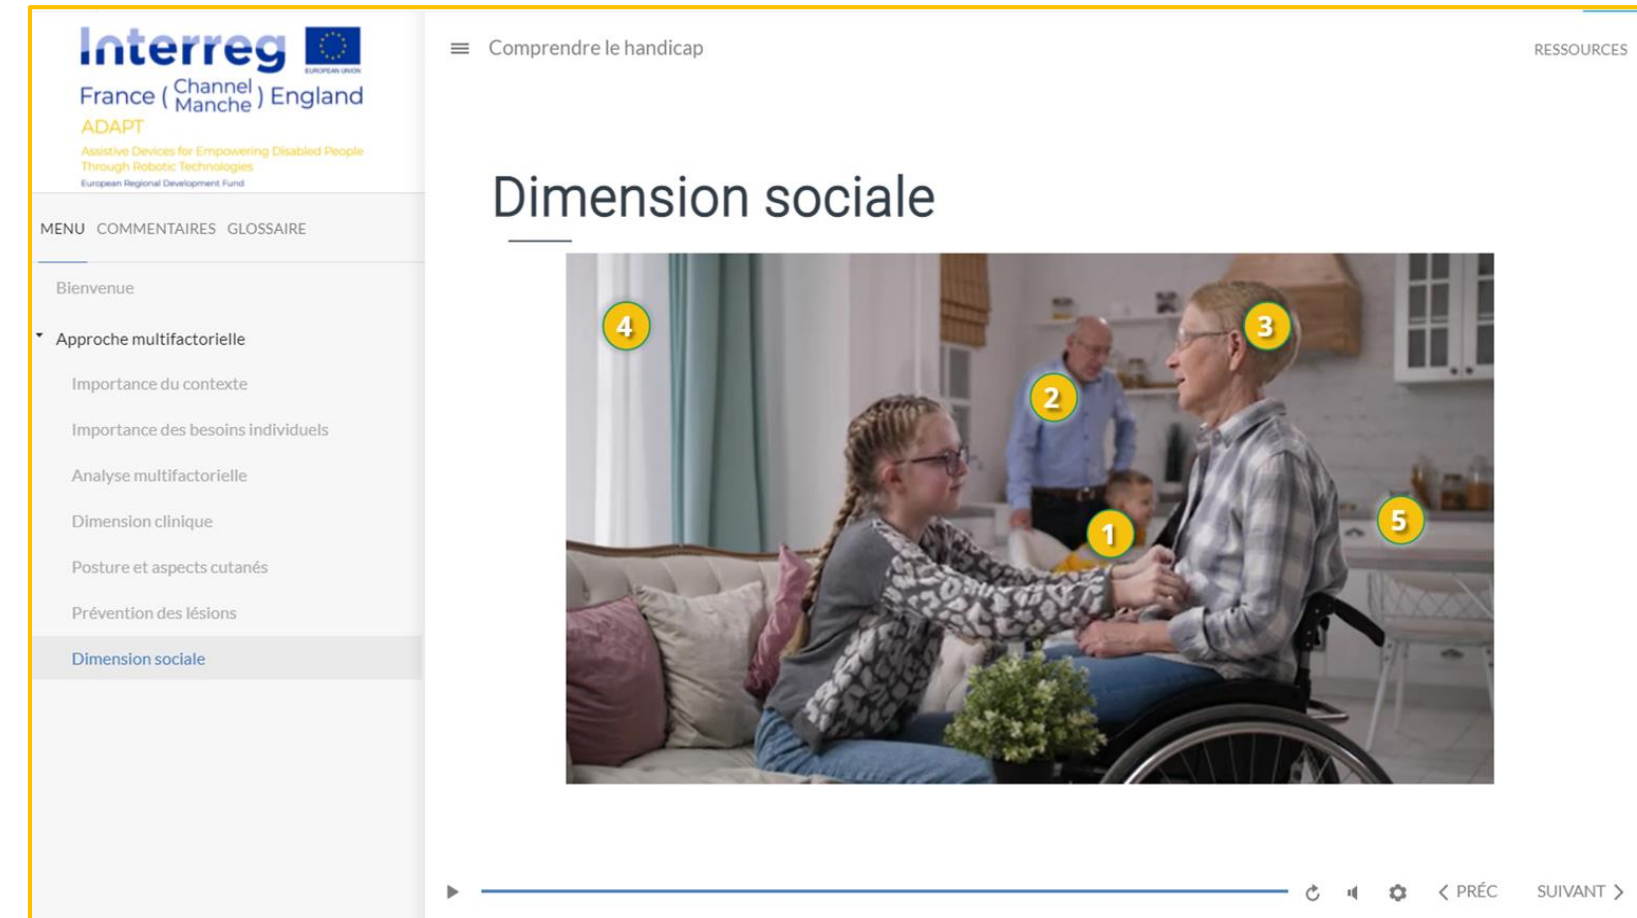 Interreg
EUROPEAN UNION
France ( Channel Manche ) England
ADAPT
Assistive Devices for Empowering Disabled People
Through Robotic Technologies
European Regional Development Fund
MENU COMMENTAIRES GLOSSAIRE
Bienvenue
Approche multifactorielle
Importance du contexte
Importance des besoins individuels
Analyse multifactorielle
Dimension clinique
Posture et aspects cutanés
Prévention des lésions
Dimension sociale
Comprendre le handicap
RESSOURCES
Dimension sociale
4
3
2
1
5
PRÉC
SUIVANT